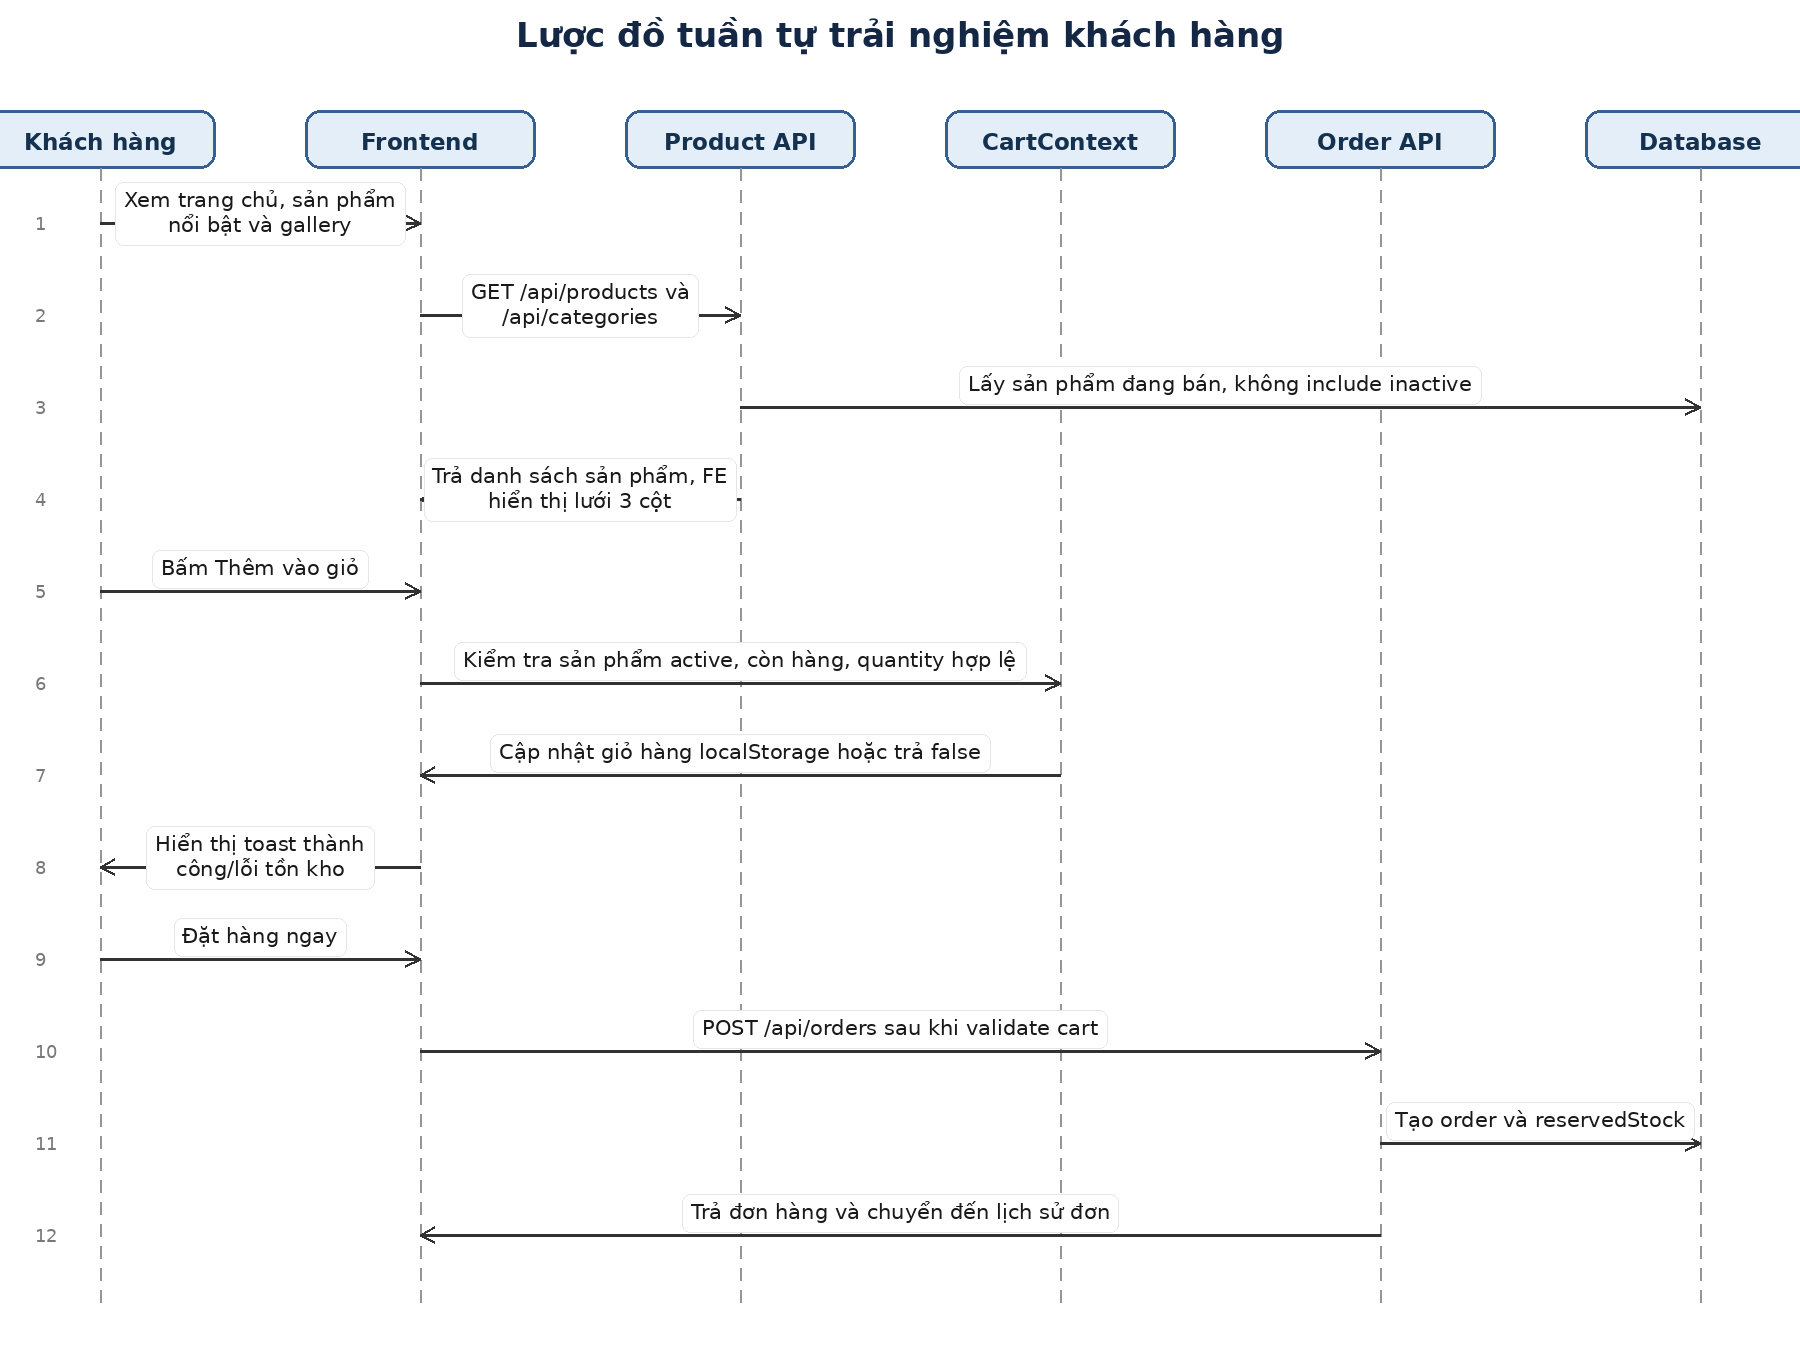 Lược đồ tuần tự trải nghiệm khách hàng
Khách hàng
Frontend
Product API
CartContext
Order API
Database
1
Xem trang chủ, sản phẩm
nổi bật và gallery
2
GET /api/products và
/api/categories
3
Lấy sản phẩm đang bán, không include inactive
4
Trả danh sách sản phẩm, FE
hiển thị lưới 3 cột
5
Bấm Thêm vào giỏ
6
Kiểm tra sản phẩm active, còn hàng, quantity hợp lệ
7
Cập nhật giỏ hàng localStorage hoặc trả false
8
Hiển thị toast thành
công/lỗi tồn kho
9
Đặt hàng ngay
10
POST /api/orders sau khi validate cart
11
Tạo order và reservedStock
12
Trả đơn hàng và chuyển đến lịch sử đơn